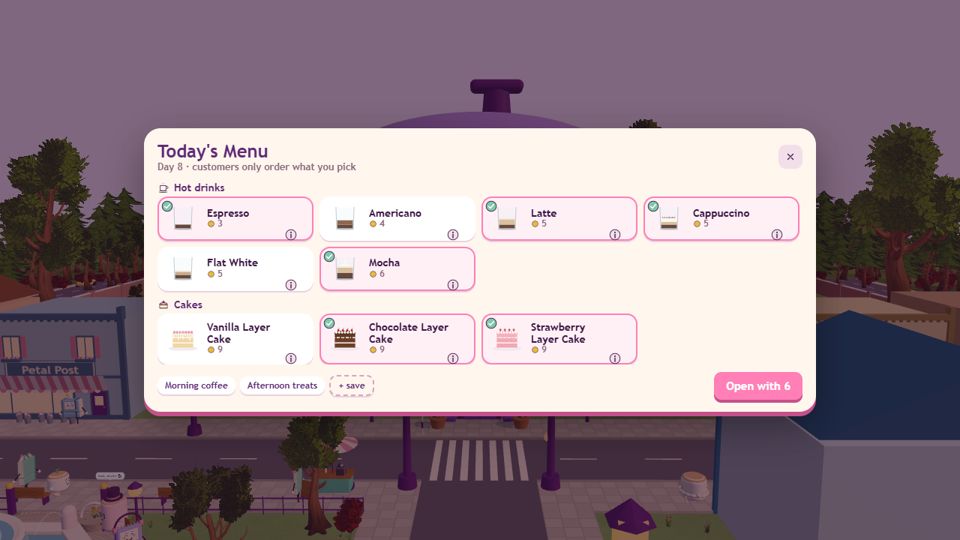 Today's Menu
Day 8 · customers only order what you pick
Hot drinks
Espresso
3
Americano
4
Latte
5
Cappuccino
5
Flat White
5
Mocha
6
Cakes
Vanilla Layer
Cake
9
Chocolate Layer
Cake
9
Strawberry
Layer Cake
9
Morning coffee
Afternoon treats
+ save
Open with 6
Petal Post